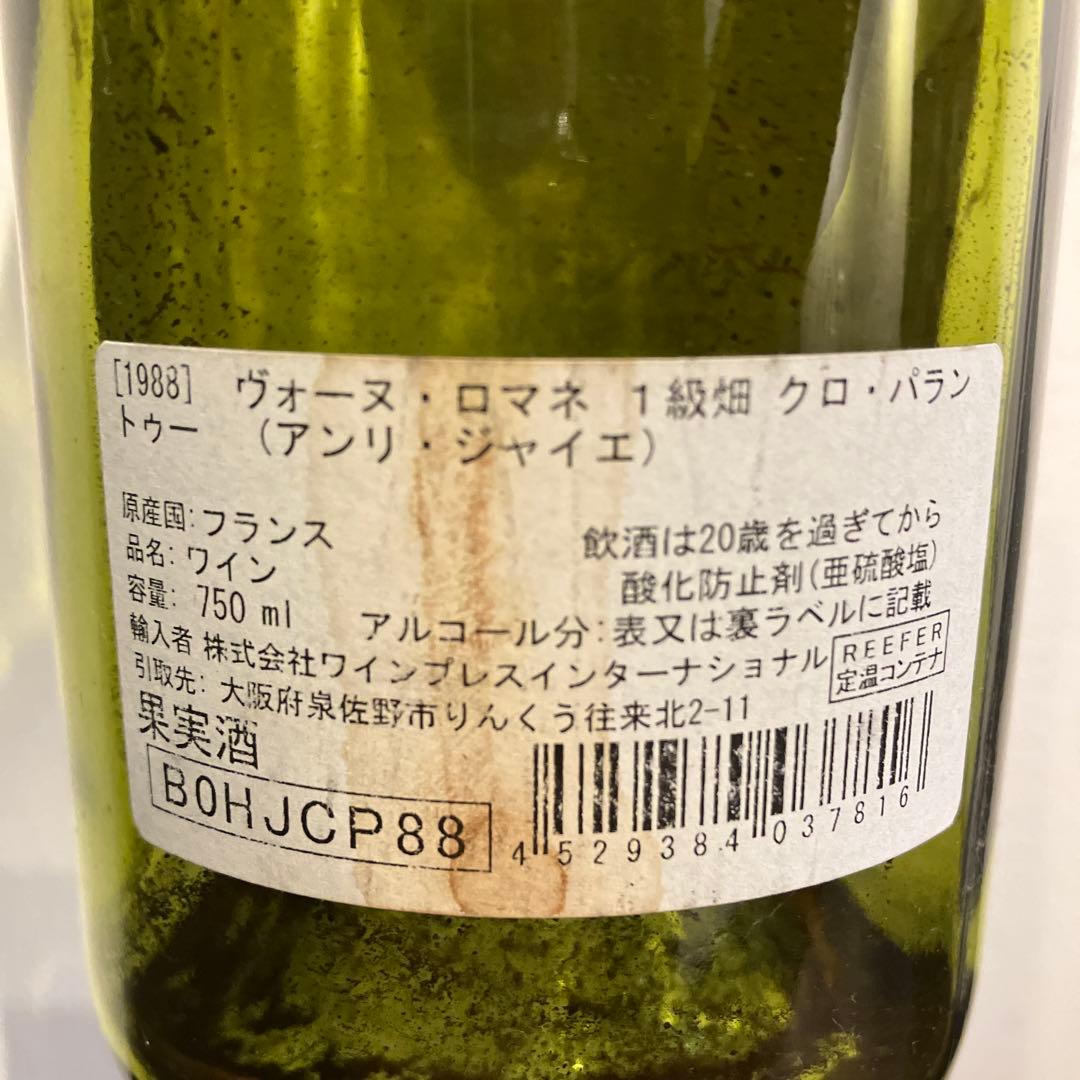 [1988] ヴォーヌ・ロマネ 1級畑 クロ・パラン
トゥー (アンリ・ジャイエ)
原産国: フランス
品名: ワイン
容量: 750 ml
飲酒は20歳を過ぎてから
酸化防止剤(亜硫酸塩)
アルコール分: 表又は裏ラベルに記載
輸入者 株式会社ワインプレスインターナショナル
引取先: 大阪府泉佐野市りんくう往来北2-11
REEFER
定温コンテナ
果実酒
B0HJCP88
4 529384 037816